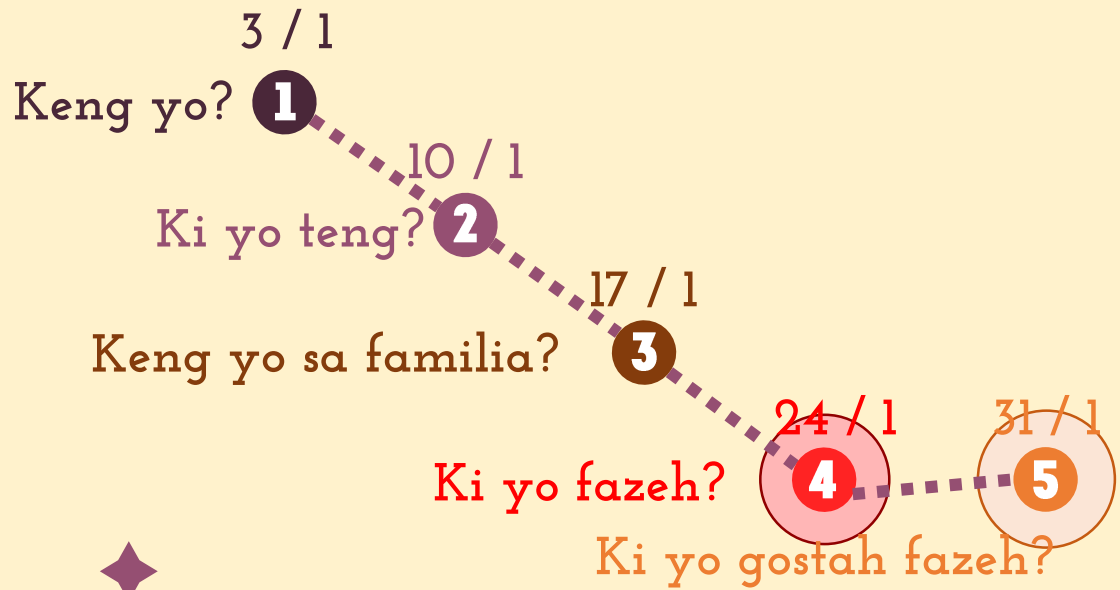 3 / 1
Keng yo? 1
10 / 1
Ki yo teng? 2
17 / 1
Keng yo sa familia? 3
24 / 1
Ki yo fazeh? 4
31 / 1
5
Ki yo gostah fazeh?